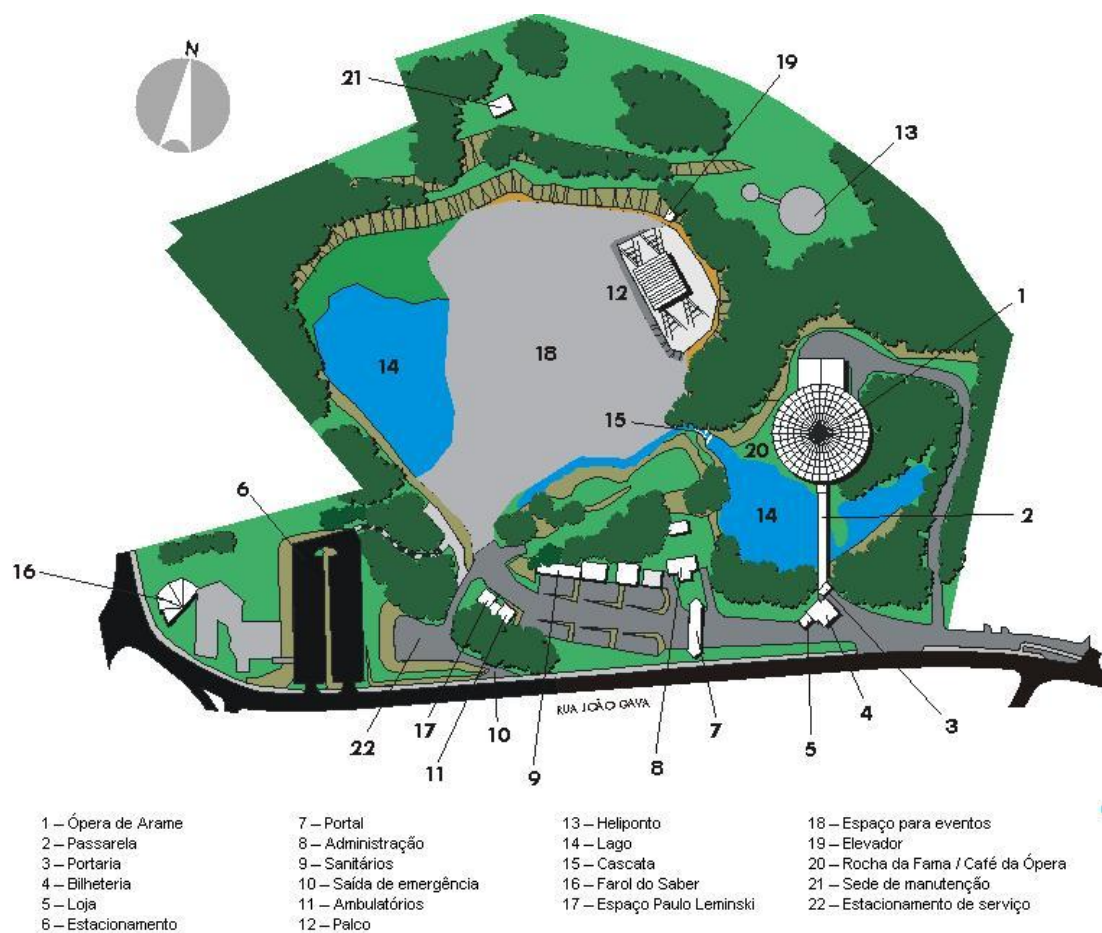 N
21
19
13
12
1
18
14
15
20
6
14
2
16
RUA JOÃO GAVA
22
17
11
10
9
8
7
5
4
3
1 – Ópera de Arame
2 – Passarela
3 – Portaria
4 – Bilheteria
5 – Loja
6 – Estacionamento
7 – Portal
8 – Administração
9 – Sanitários
10 – Saída de emergência
11 – Ambulatórios
12 – Palco
13 – Heliponto
14 – Lago
15 – Cascata
16 – Farol do Saber
17 – Espaço Paulo Leminski
18 – Espaço para eventos
19 – Elevador
20 – Rocha da Fama / Café da Ópera
21 – Sede de manutenção
22 – Estacionamento de serviço